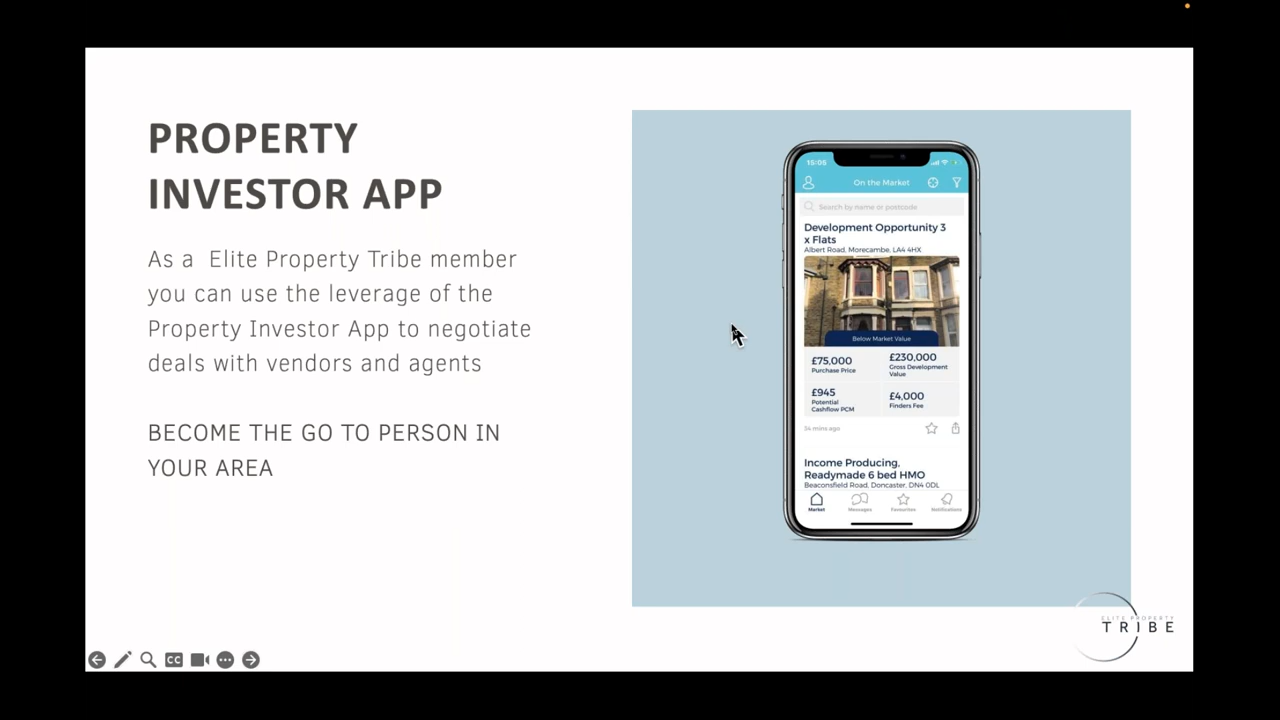 PROPERTY
INVESTOR APP
As a  Elite Property Tribe member
you can use the leverage of the
Property Investor App to negotiate
deals with vendors and agents
BECOME THE GO TO PERSON IN
YOUR AREA
15:05
On the Market
Search by name or postcode
Development Opportunity 3
x Flats
Albert Road, Morecambe, LA4 4HX
Below Market Value
£75,000
Purchase Price
£230,000
Gross Development
Value
£945
Potential
Cashflow PCM
£4,000
Finders Fee
34 mins ago
Income Producing,
Readymade 6 bed HMO
Beaconsfield Road, Doncaster, DN4 0DL
Market
Messages
Favourites
Notifications
ELITE PROPERTY
TRIBE
CC